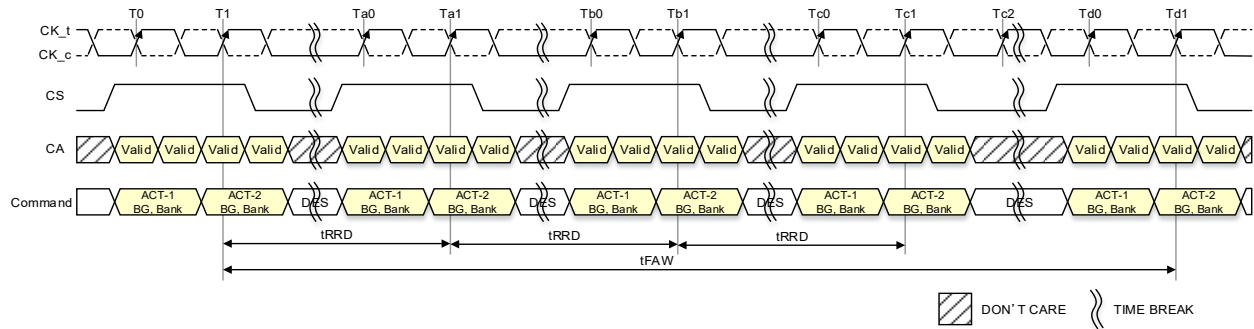 T0 T1 Ta0 Ta1 Tb0 Tb1 Tc0 Tc1 Tc2 Td0 Td1
CK_t
CK_c
CS
CA Valid Valid Valid Valid Valid Valid Valid Valid Valid Valid Valid Valid Valid Valid Valid Valid Valid Valid Valid Valid
Command ACT-1 ACT-2 DES ACT-1 ACT-2 DES ACT-1 ACT-2 DES ACT-1 ACT-2 DES ACT-1 ACT-2
BG, Bank BG, Bank BG, Bank BG, Bank BG, Bank BG, Bank BG, Bank BG, Bank BG, Bank BG, Bank
tRRD tRRD tRRD
tFAW
DON'T CARE TIME BREAK